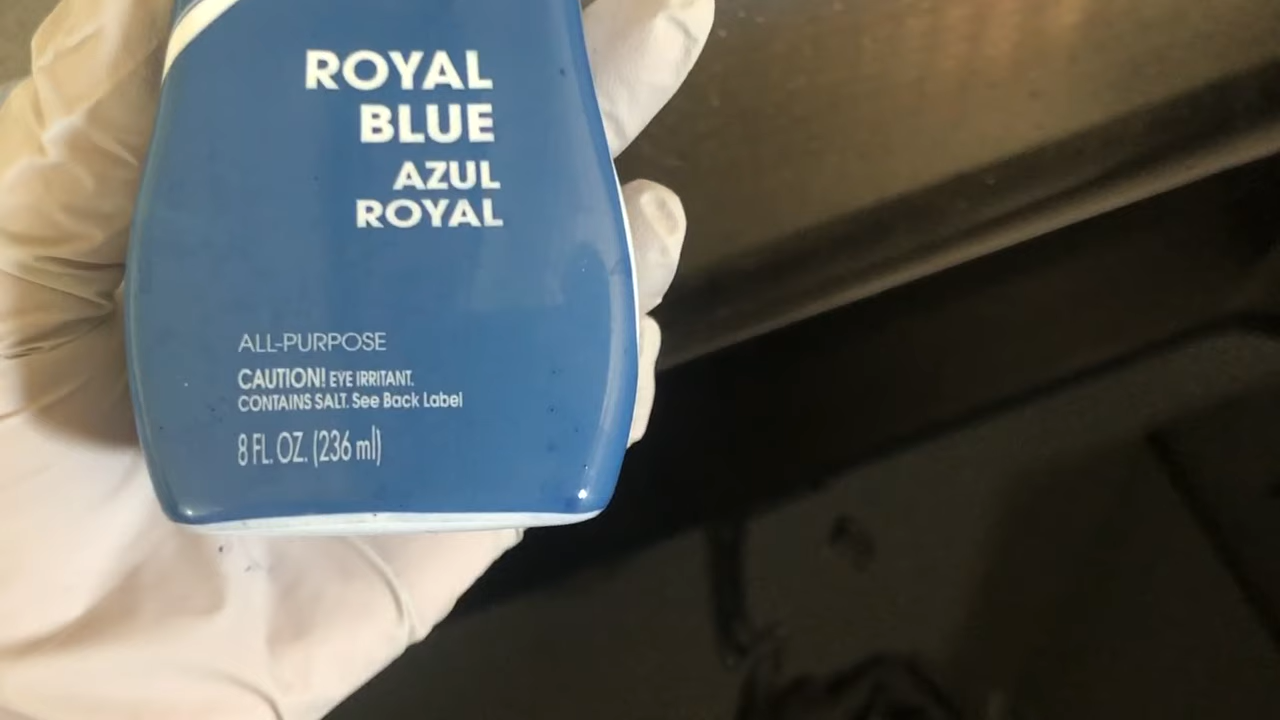 ROYAL
BLUE
AZUL
ROYAL
ALL-PURPOSE
CAUTION! EYE IRRITANT.
CONTAINS SALT. See Back Label
8 FL. OZ. (236 ml)